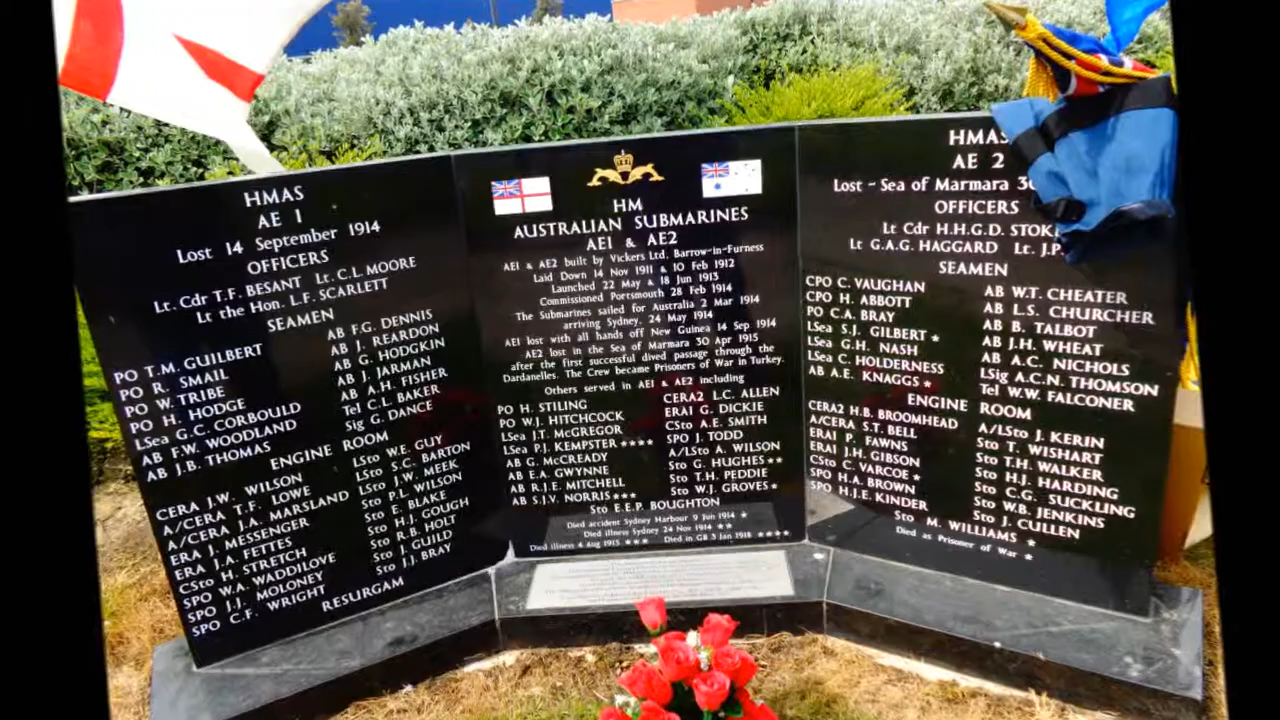 HMAS
AE 1
Lost 14 September 1914
OFFICERS
Lt. Cdr T.F. BESANT Lt. C.L. MOORE
Lt the Hon. L.F. SCARLETT
SEAMEN
PO T.M. GUILBERT
PO R. SMAIL
PO W. TRIBE
PO H. HODGE
LSea G.C. CORBOULD
AB F.W. WOODLAND
AB J.B. THOMAS
AB F.G. DENNIS
AB J. REARDON
AB G. HODGKIN
AB J. JARMAN
AB A.H. FISHER
Tel C.L. BAKER
Sig G. DANCE
ENGINE ROOM
CERA J.W. WILSON
A/CERA T.F. LOWE
A/CERA J.A. MARSLAND
ERA J. MESSENGER
ERA J.A. FETTES
CSto H. STRETCH
SPO W.A. WADDILOVE
SPO J.J. MOLONEY
SPO C.F. WRIGHT
LSto W.E. GUY
LSto S.C. BARTON
LSto J.W. MEEK
Sto P.L. WILSON
Sto E. BLAKE
Sto H.J. GOUGH
Sto R.B. HOLT
Sto J. GUILD
Sto J.J. BRAY
RESURGAM
HM
AUSTRALIAN SUBMARINES
AE1 & AE2
AE1 & AE2 built by Vickers Ltd. Barrow-in-Furness
Laid Down 14 Nov 1911 & 10 Feb 1912
Launched 22 May & 18 Jun 1913
Commissioned Portsmouth 28 Feb 1914
The Submarines sailed for Australia 2 Mar 1914
arriving Sydney, 24 May 1914
AE1 lost with all hands off New Guinea 14 Sep 1914
AE2 lost in the Sea of Marmara 30 Apr 1915
after the first successful dived passage through the
Dardanelles. The Crew became Prisoners of War in Turkey.
Others served in AE1 & AE2 including
PO H. STILING
PO W.J. HITCHCOCK
LSea J.T. McGREGOR
LSea P.J. KEMPSTER ★★★★
AB G. McCREADY
AB E.A. GWYNNE
AB R.J.E. MITCHELL
AB S.J.V. NORRIS ★★★
CERA2 L.C. ALLEN
ERA1 G. DICKIE
CSto A.E. SMITH
SPO J. TODD
A/LSto A. WILSON
Sto G. HUGHES ★★
Sto T.H. PEDDIE
Sto W.J. GROVES ★
Sto E.E.P. BOUGHTON
Died accident Sydney Harbour 9 Jun 1914 ★
Died illness Sydney 24 Nov 1914 ★★
Died illness 4 Aug 1915 ★★★ Died in GB 3 Jan 1918 ★★★★
HMAS
AE 2
Lost - Sea of Marmara 30
OFFICERS
Lt Cdr H.H.G.D. STOK
Lt G.A.G. HAGGARD Lt. J.P.
SEAMEN
CPO C. VAUGHAN
CPO H. ABBOTT
PO C.A. BRAY
LSea S.J. GILBERT ★
LSea G.H. NASH
LSea C. HOLDERNESS
AB A.E. KNAGGS ★
AB W.T. CHEATER
AB L.S. CHURCHER
AB B. TALBOT
AB J.H. WHEAT
AB A.C. NICHOLS
LSig A.C.N. THOMSON
Tel W.W. FALCONER
ENGINE ROOM
CERA2 H.B. BROOMHEAD
A/CERA S.T. BELL
ERA1 P. FAWNS
ERA1 J.H. GIBSON
CSto C. VARCOE ★
SPO H.A. BROWN
SPO H.J.E. KINDER
A/LSto J. KERIN
Sto T. WISHART
Sto T.H. WALKER
Sto H.J. HARDING
Sto C.G. SUCKLING
Sto W.B. JENKINS
Sto J. CULLEN
Sto M. WILLIAMS ★
Died as Prisoner of War ★